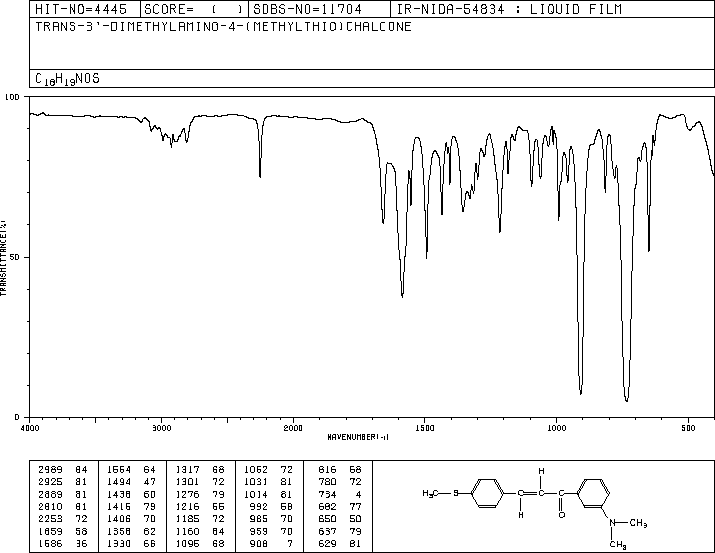 HIT-NO=4445 SCORE= ( ) SDBS-NO=11704 IR-NIDA-54834 : LIQUID FILM
TRANS-3'-DIMETHYLAMINO-4-(METHYLTHIO)CHALCONE
C18H19NOS
100
50
0
TRANSMITTANCE(%)
4000 3000 2000 1500 1000 500
WAVENUMBER(-1)
2989 84 1554 64 1317 68 1062 72 816 68
2925 81 1494 47 1301 72 1031 81 780 72
2889 81 1438 60 1276 79 1014 81 734 4
2810 81 1415 79 1216 55 992 58 682 77
2253 72 1406 70 1185 72 985 70 650 50
1659 58 1358 62 1160 84 959 70 637 79
1586 36 1330 66 1095 68 908 7 629 81
H
H3C S C C C
H O N CH3
CH3